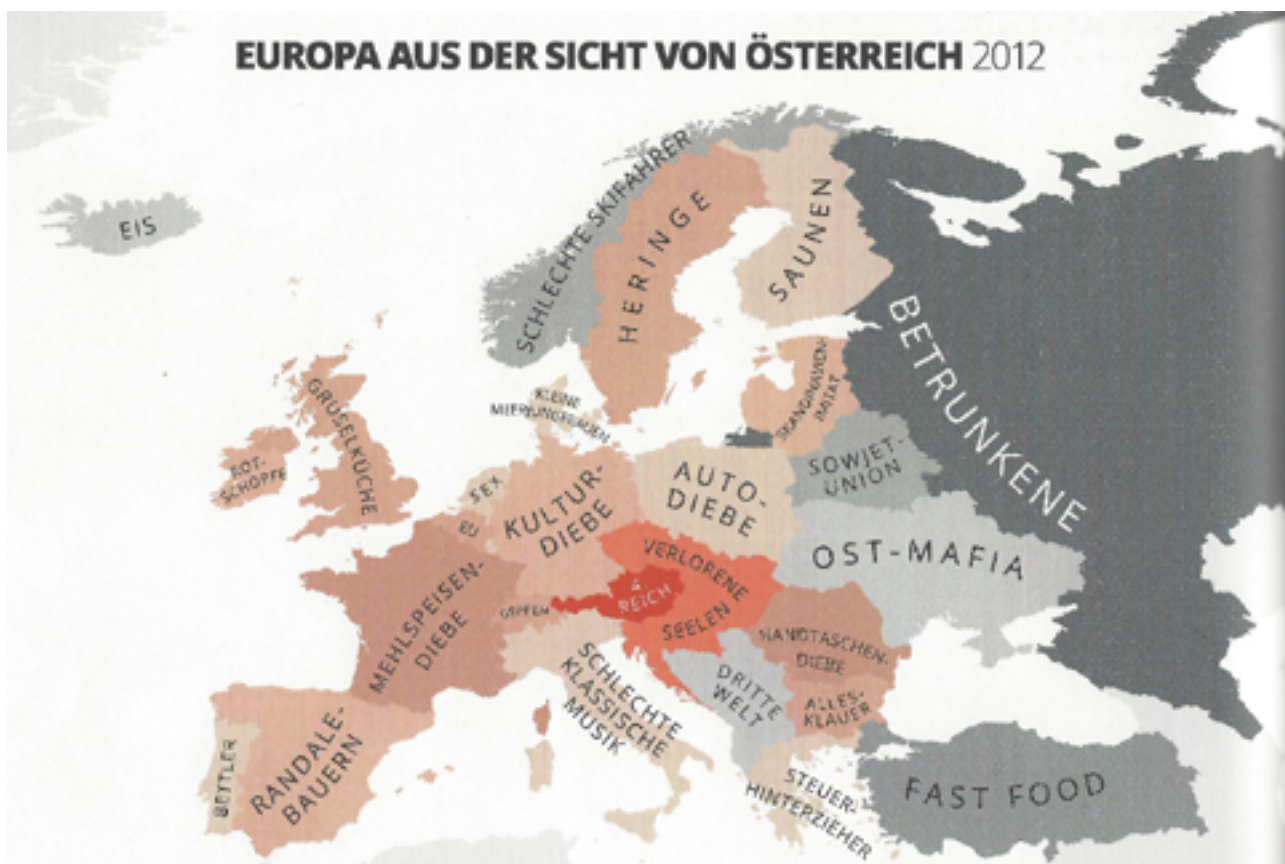 EUROPA AUS DER SICHT VON ÖSTERREICH 2012
EIS
SCHLECHTE SKIFAHRER
HERINGE
SAUNEN
BETRUNKENE
SKANDINAVIEN-
IMITAT
KLEINE
MEERJUNGFRAUEN
GRUSELKÜCHE
ROT-
SCHÖPFE
SEX
EU
KULTUR-
DIEBE
AUTO-
DIEBE
SOWJET-
UNION
OST-MAFIA
VERLORENE
SEELEN
4.
REICH
MEHLSPEISEN-
DIEBE
HANDTASCHEN-
DIEBE
ALLES-
KLAUER
DRITTE
WELT
SCHLECHTE
KLASSISCHE
MUSIK
BETTLER
RANDALE-
BAUERN
STEUER-
HINTERZIEHER
FAST FOOD